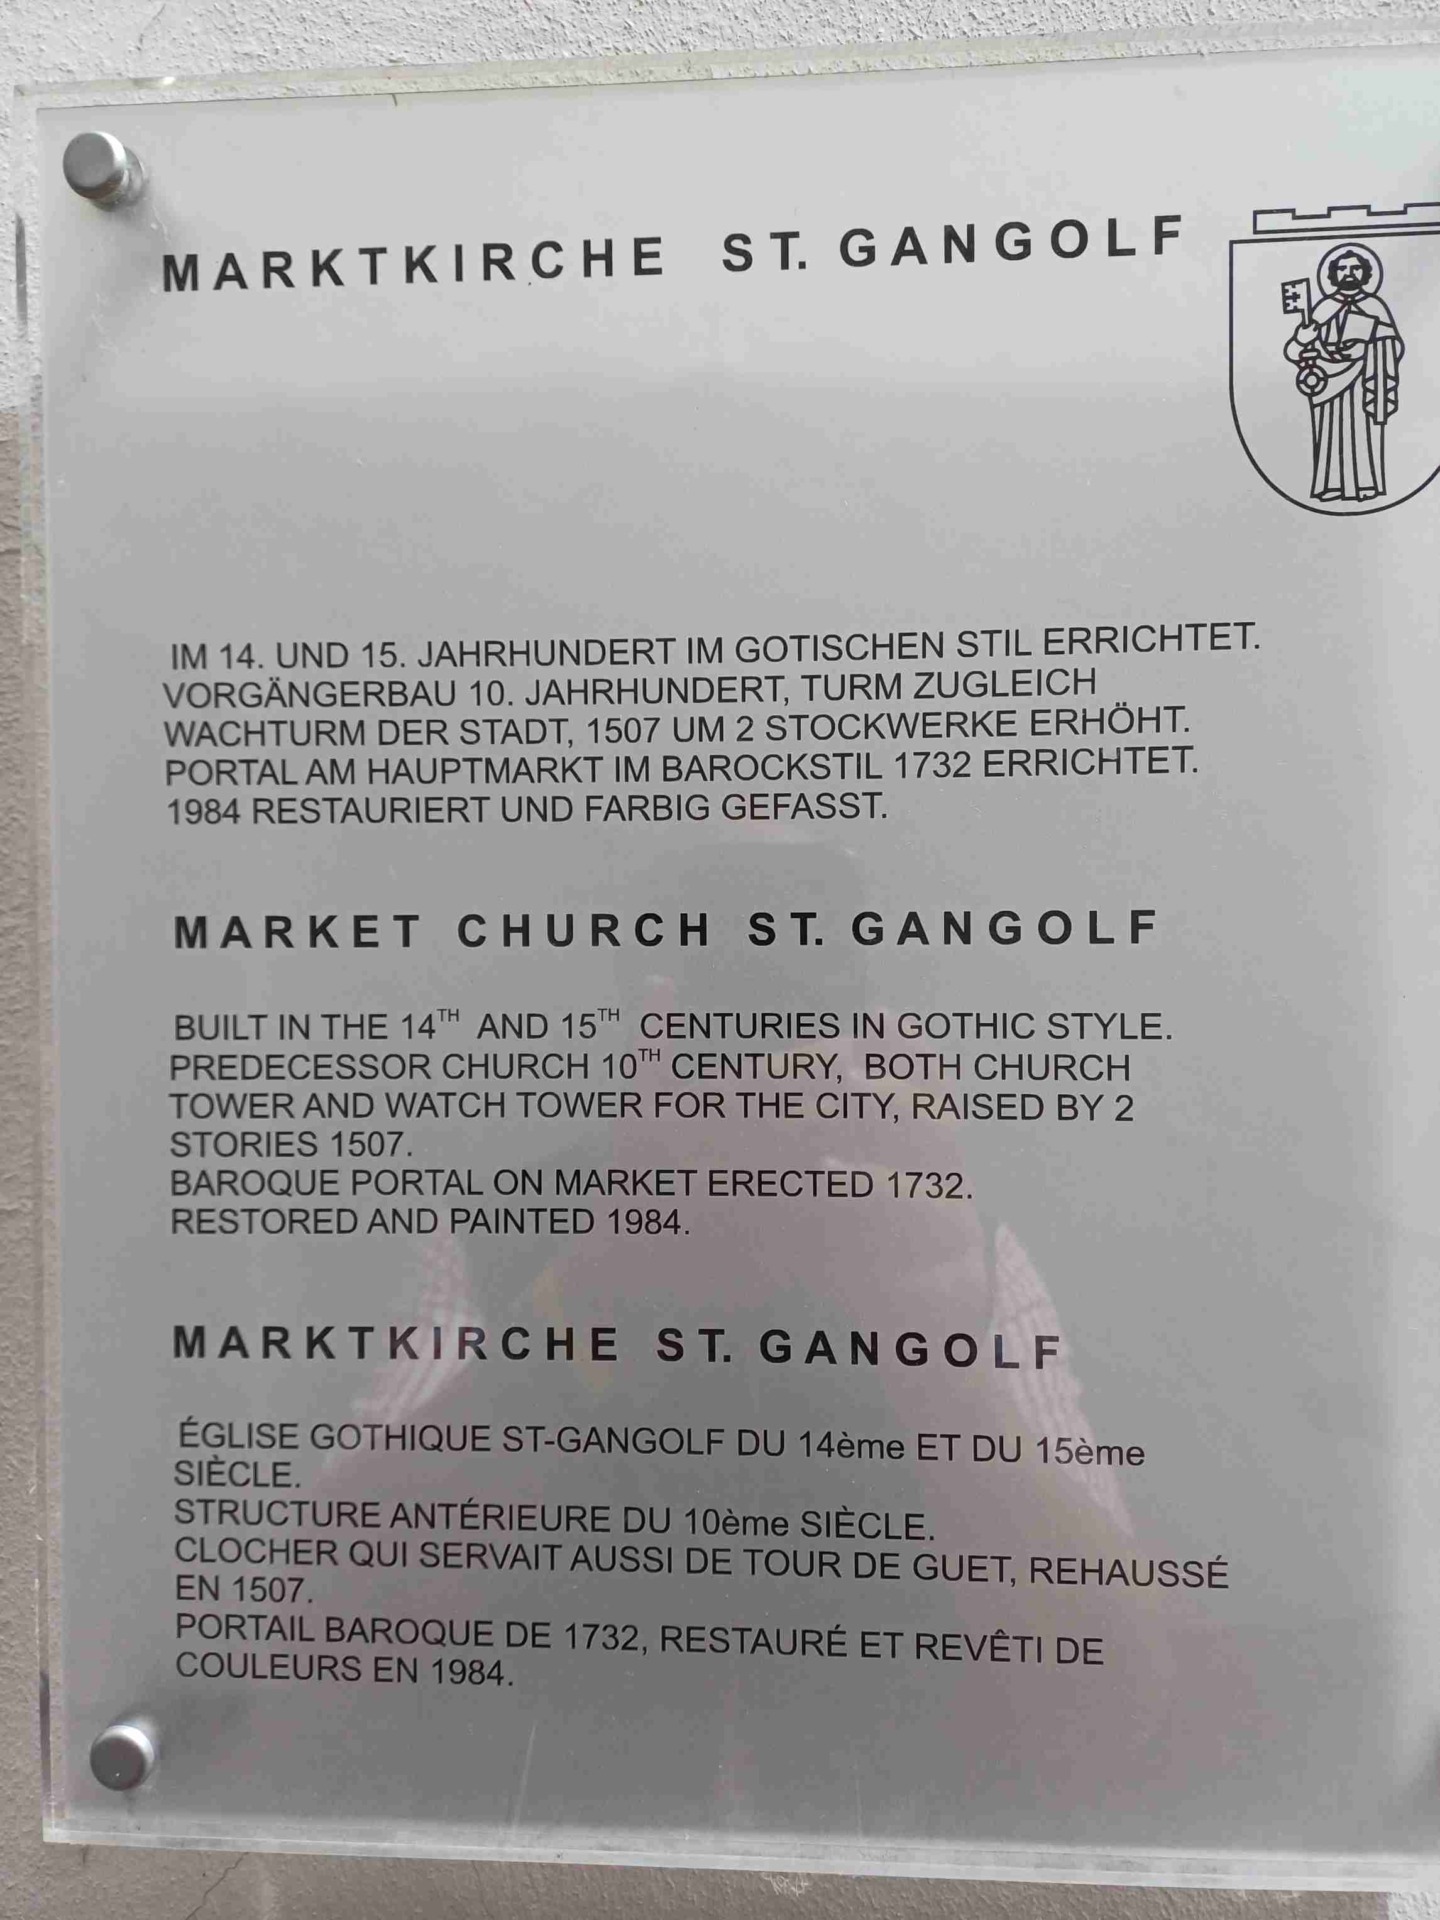 MARKTKIRCHE ST. GANGOLF
IM 14. UND 15. JAHRHUNDERT IM GOTISCHEN STIL ERRICHTET.
VORGÄNGERBAU 10. JAHRHUNDERT, TURM ZUGLEICH
WACHTURM DER STADT, 1507 UM 2 STOCKWERKE ERHÖHT.
PORTAL AM HAUPTMARKT IM BAROCKSTIL 1732 ERRICHTET.
1984 RESTAURIERT UND FARBIG GEFASST.
MARKET CHURCH ST. GANGOLF
BUILT IN THE 14TH AND 15TH CENTURIES IN GOTHIC STYLE.
PREDECESSOR CHURCH 10TH CENTURY, BOTH CHURCH
TOWER AND WATCH TOWER FOR THE CITY, RAISED BY 2
STORIES 1507.
BAROQUE PORTAL ON MARKET ERECTED 1732.
RESTORED AND PAINTED 1984.
MARKTKIRCHE ST. GANGOLF
ÉGLISE GOTHIQUE ST-GANGOLF DU 14ème ET DU 15ème
SIÈCLE.
STRUCTURE ANTÉRIEURE DU 10ème SIÈCLE.
CLOCHER QUI SERVAIT AUSSI DE TOUR DE GUET, REHAUSSÉ
EN 1507.
PORTAIL BAROQUE DE 1732, RESTAURÉ ET REVÊTI DE
COULEURS EN 1984.